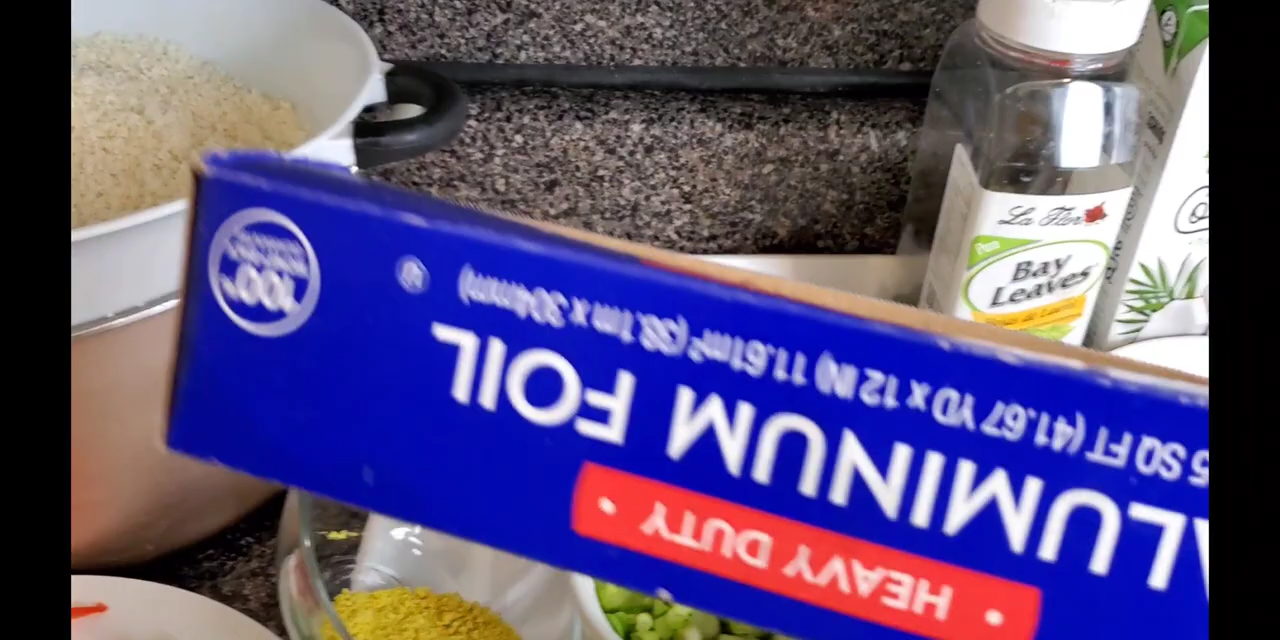 • HEAVY DUTY •
ALUMINUM FOIL
5 SQ FT (41.67 YD x 12 IN) 11.61m² (38.1m x 304mm)
100%
La Flor
Bay
Leaves